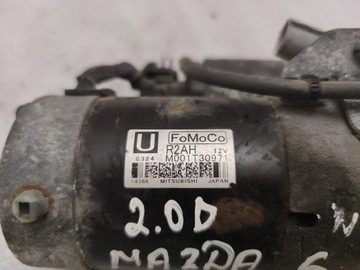 U FoMoCo
R2AH 12V
0324 M001T30971
MITSUBISHI JAPAN
2.0D
MAZDA 6